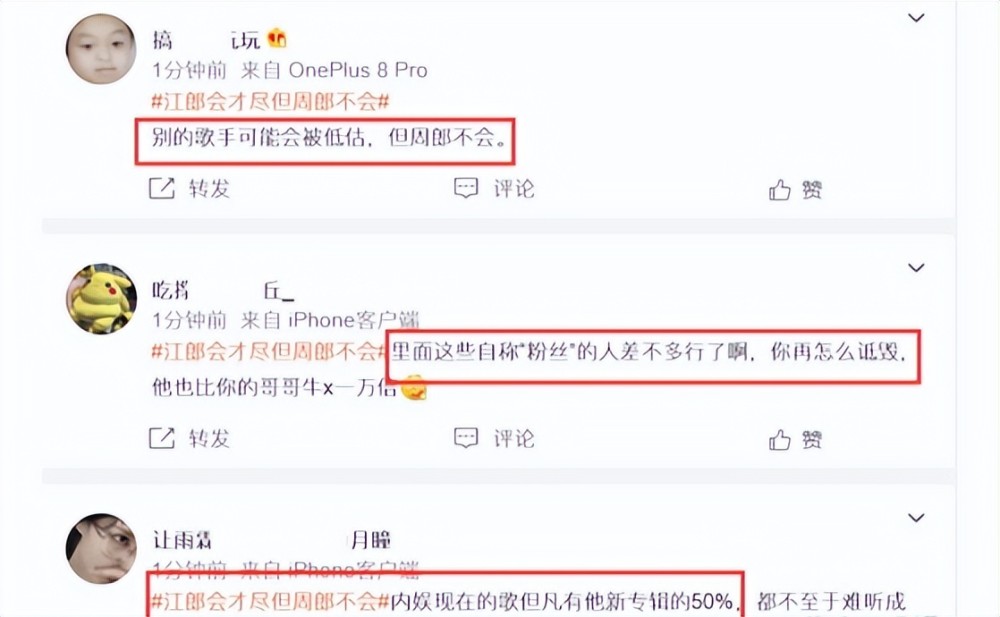 搞 玩
1分钟前 来自 OnePlus 8 Pro
#江郎会才尽但周郎不会#
别的歌手可能会被低估，但周郎不会。
转发 评论 赞
吃 丘_
1分钟前 来自 iPhone客户端
#江郎会才尽但周郎不会#里面这些自称“粉丝”的人差不多行了啊，你再怎么诋毁，
他也比你的哥哥牛x一万倍
转发 评论 赞
让雨霖 月瞳
1分钟前 来自 iPhone客户端
#江郎会才尽但周郎不会#内娱现在的歌但凡有他新专辑的50%，都不至于难听成